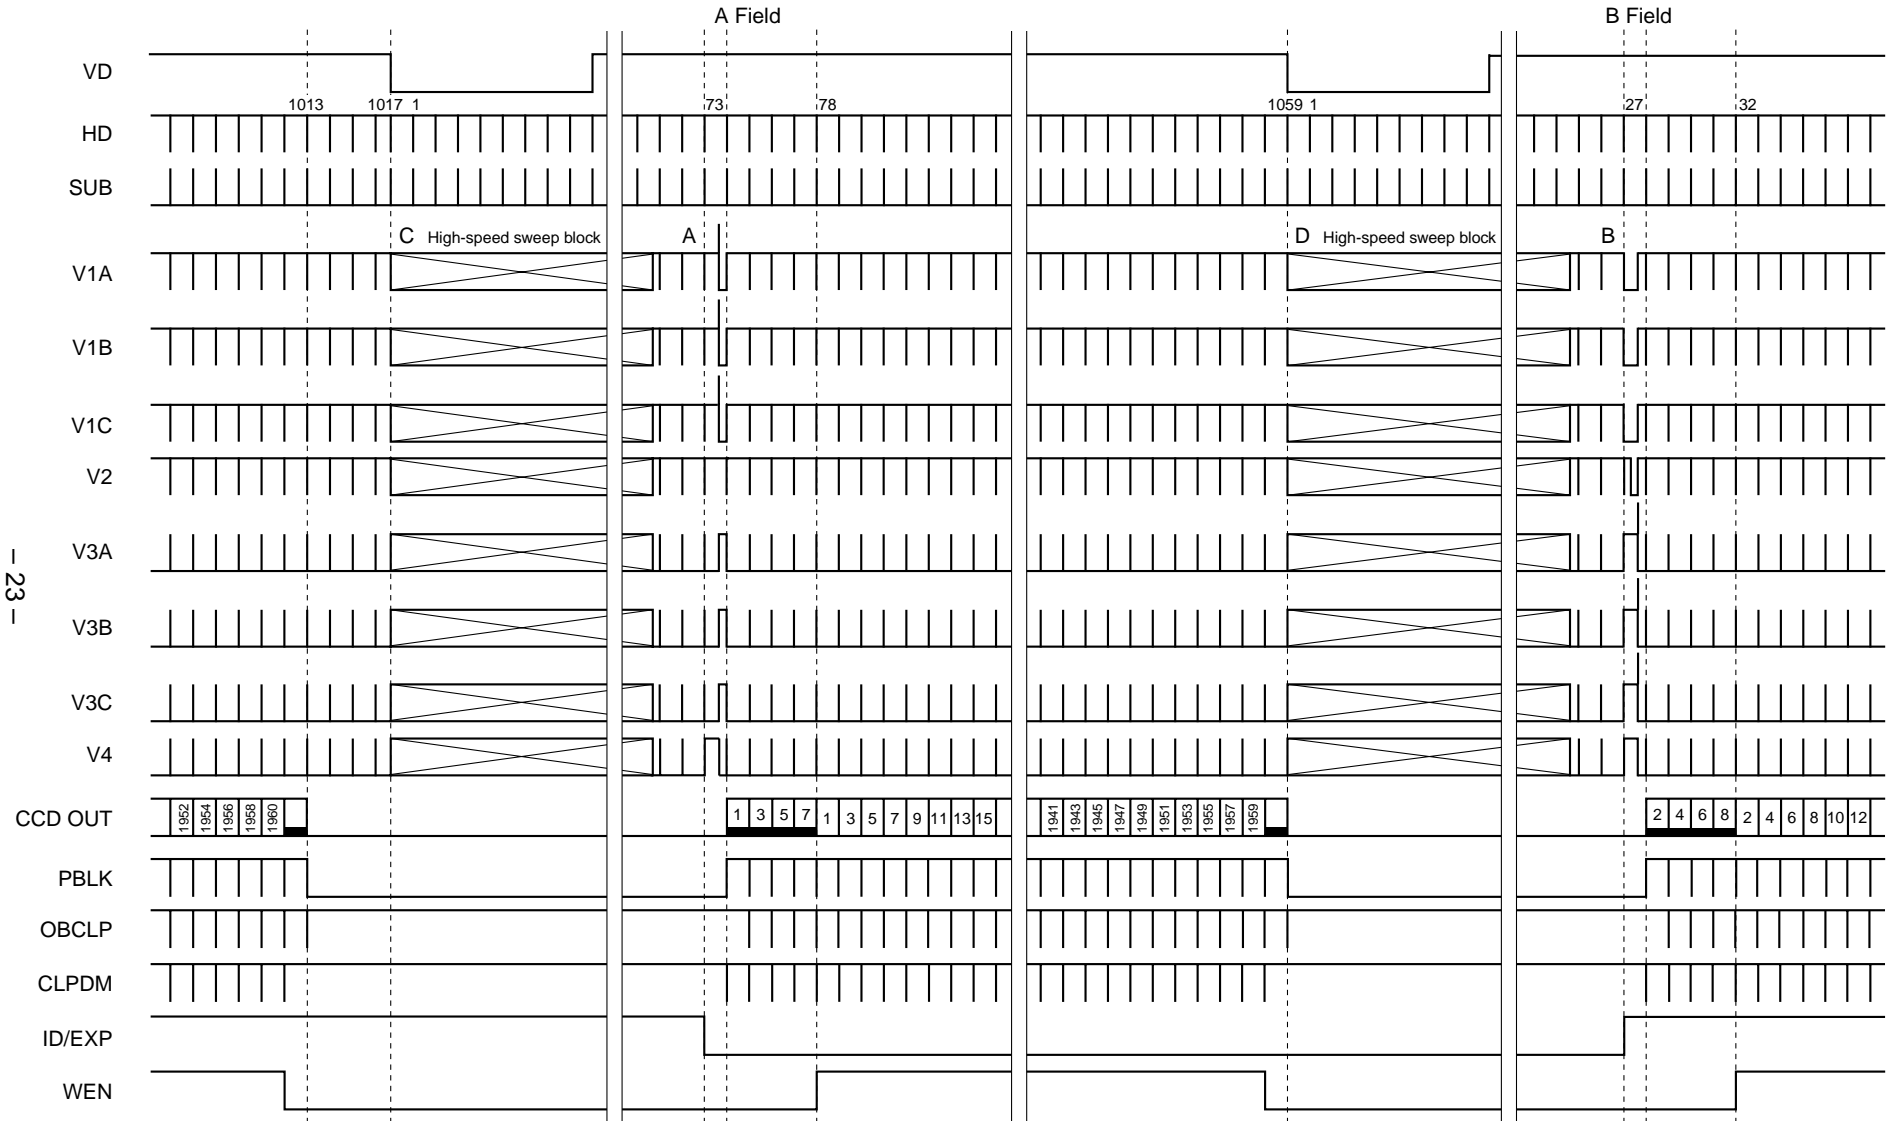 A Field B Field
VD
1013 1017 1 73 78 1059 1 27 32
HD
SUB
C High-speed sweep block A D High-speed sweep block B
V1A
V1B
V1C
V2
V3A
V3B
V3C
V4
CCD OUT 1952 1954 1956 1958 1960 1 3 5 7 1 3 5 7 9 11 13 15 1941 1943 1945 1947 1949 1951 1953 1955 1957 1959 2 4 6 8 2 4 6 8 10 12
PBLK
OBCLP
CLPDM
ID/EXP
WEN
– 23 –